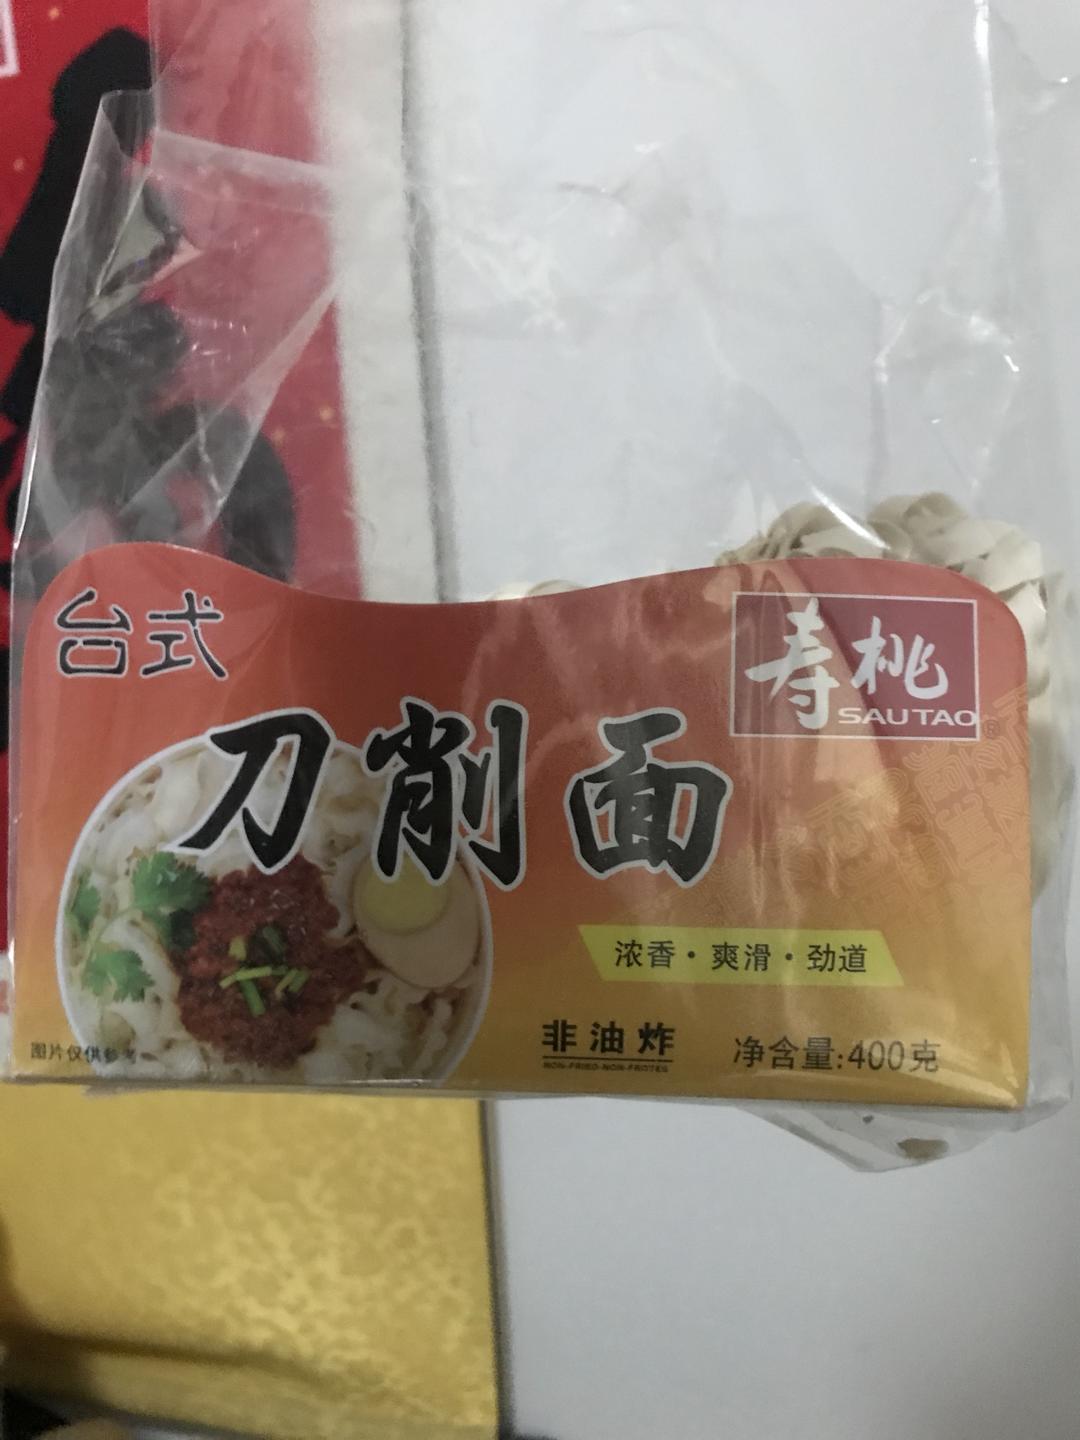 台式
寿桃
SAUTAO®
刀削面
浓香·爽滑·劲道
非油炸
NON-FRIED·NON-FROTES
净含量:400克
图片仅供参考